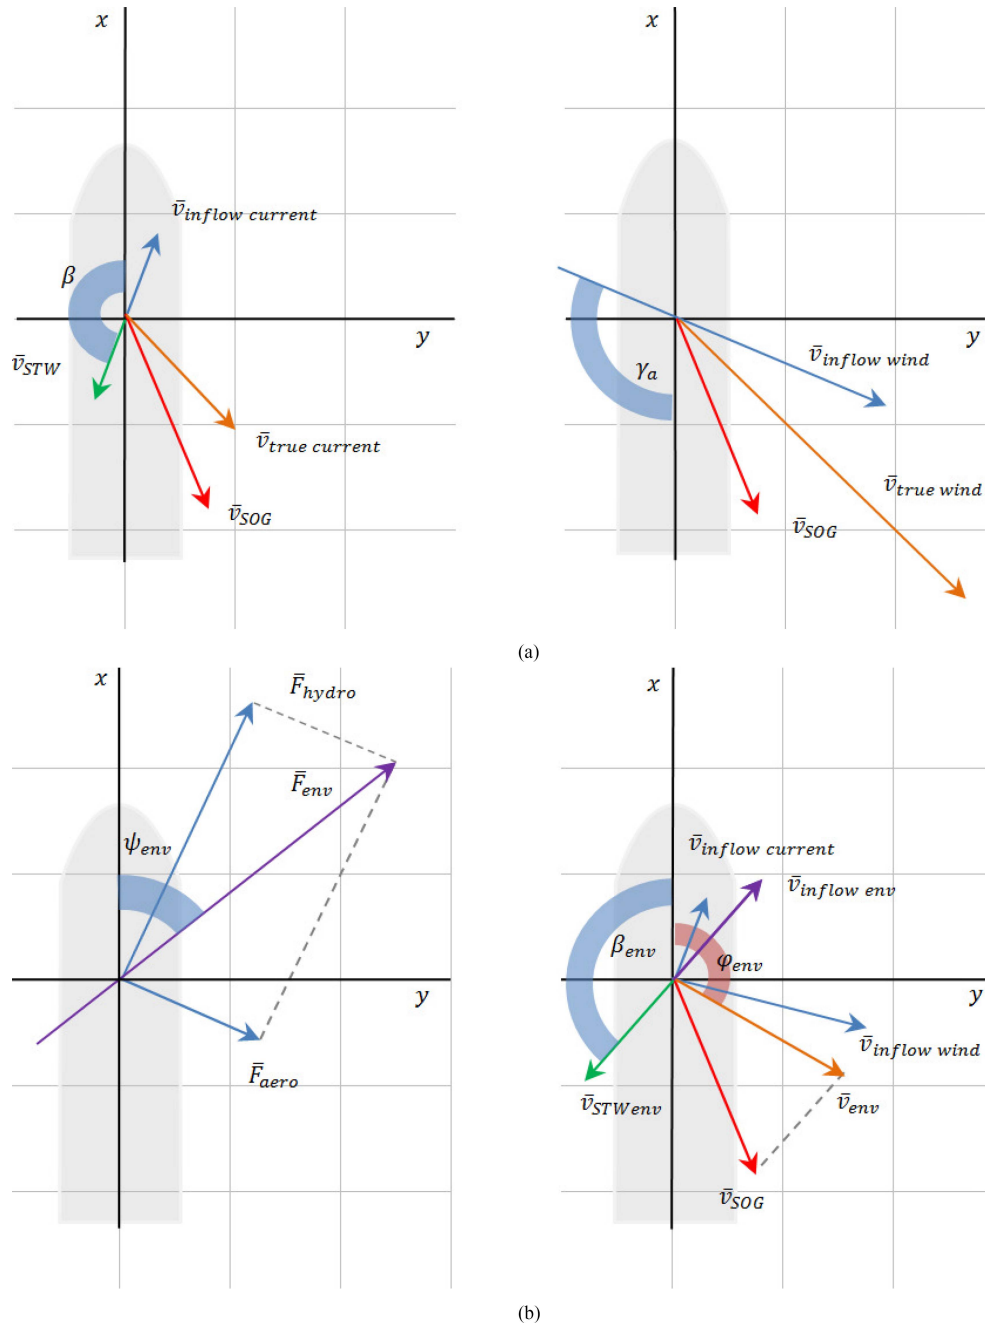 x
x
v̄inflow current
β
v̄STW
y
v̄true current
v̄SOG
v̄inflow wind
y
γa
v̄true wind
v̄SOG
(a)
x
F̄hydro
F̄env
ψenv
y
F̄aero
x
v̄inflow current
v̄inflow env
βenv
φenv
y
v̄inflow wind
v̄STWenv
v̄env
v̄SOG
(b)